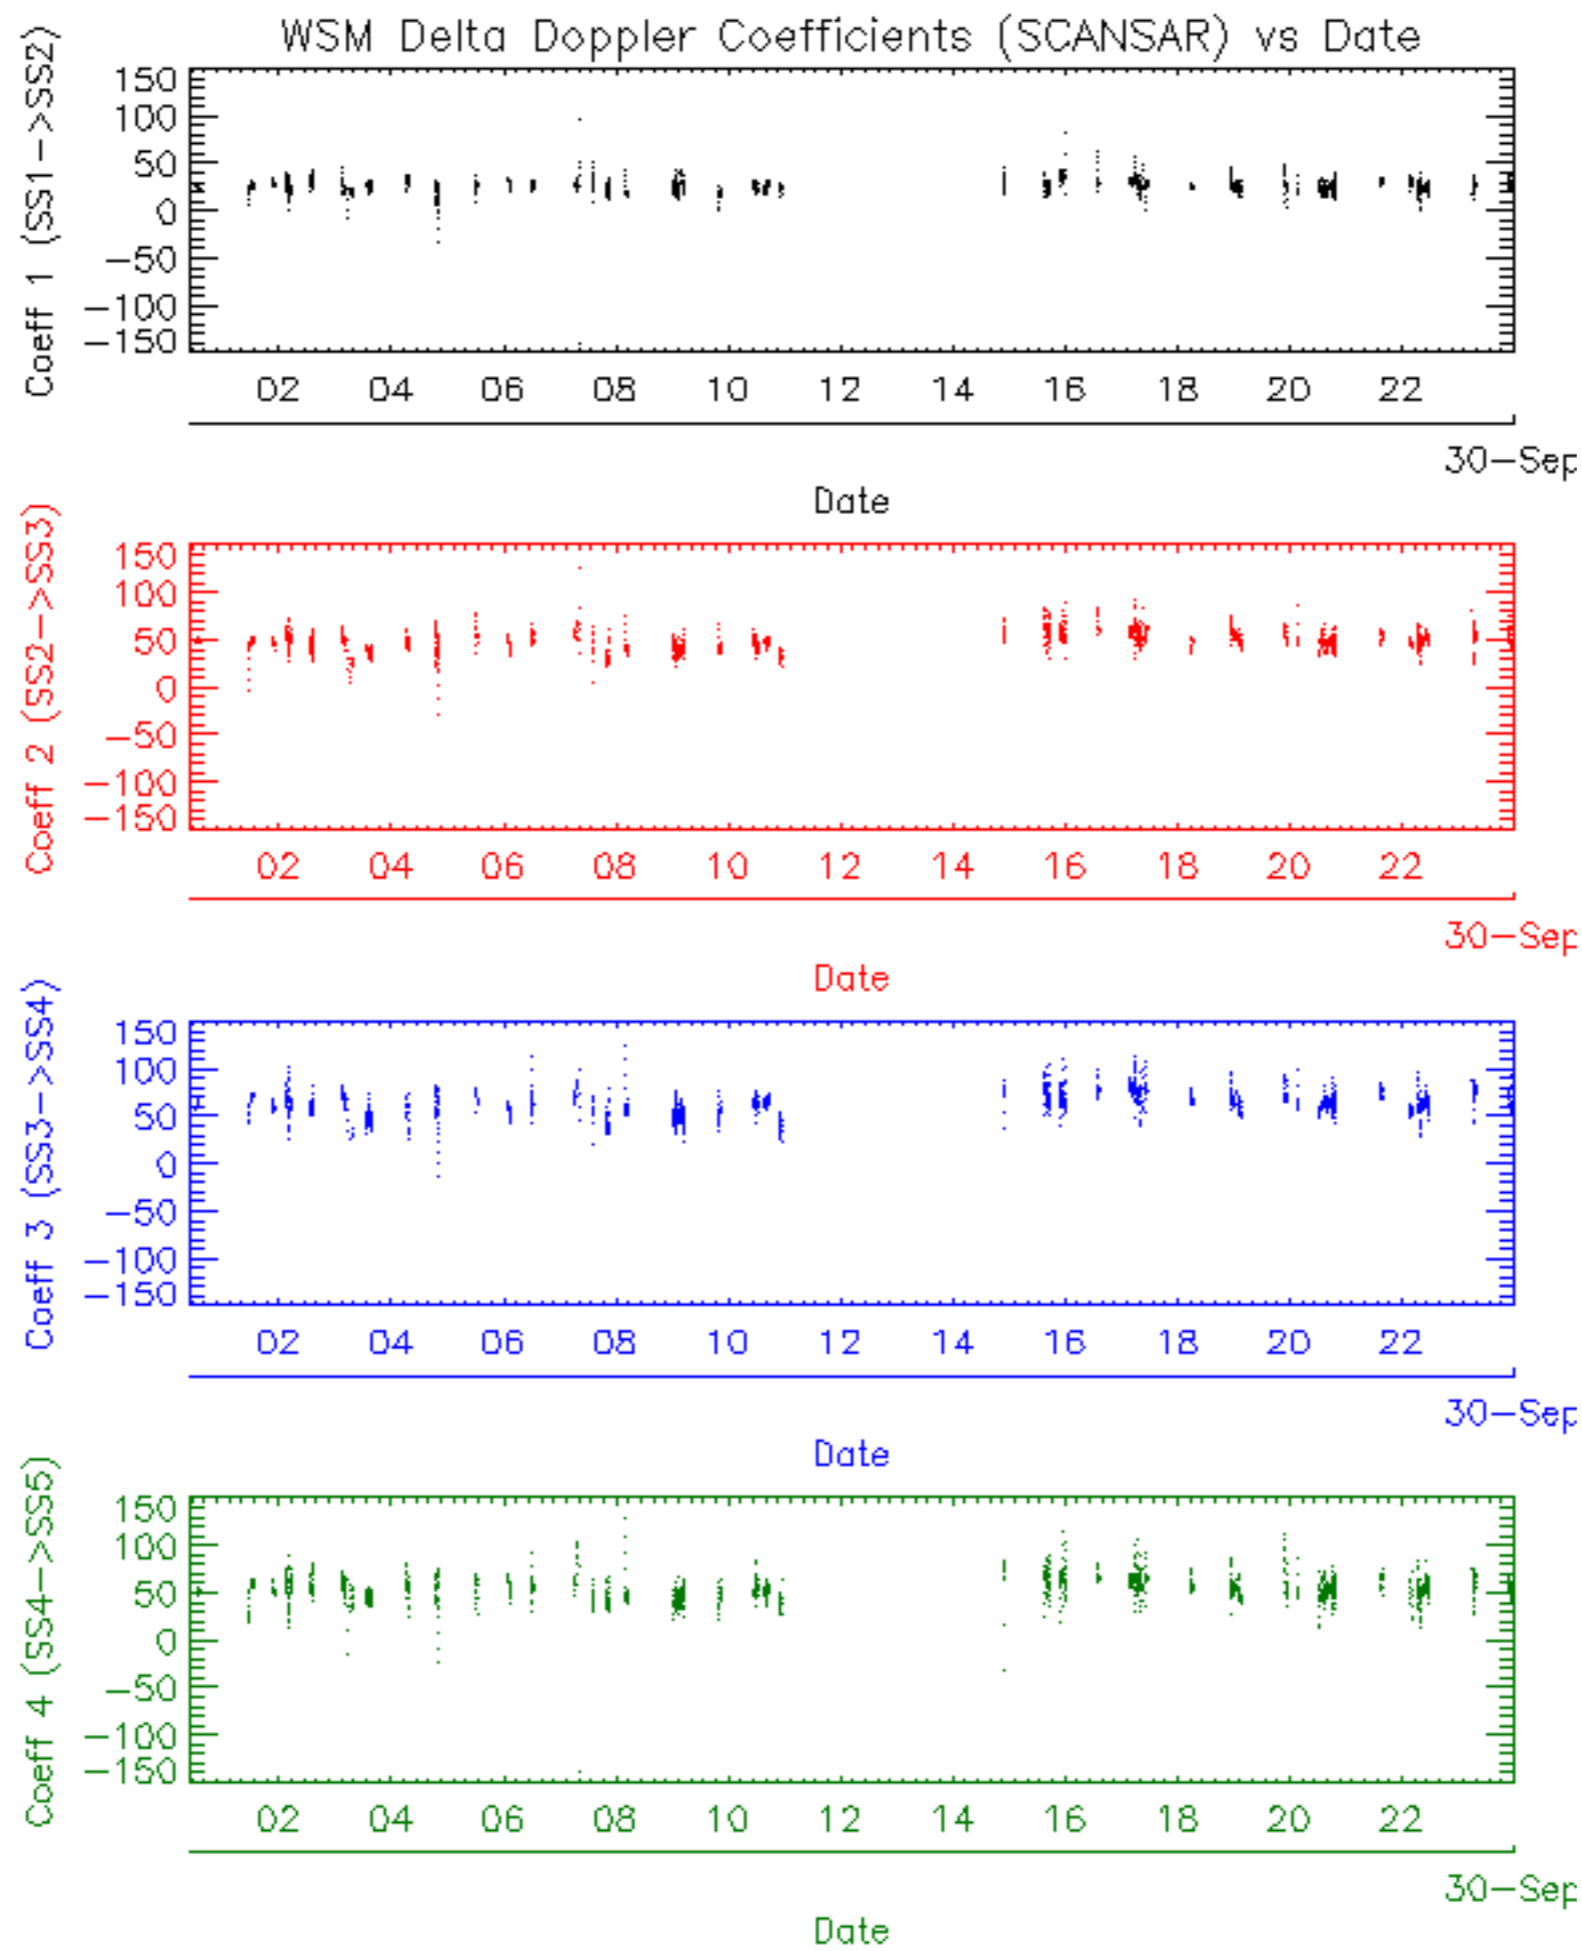 WSM Delta Doppler Coefficients (SCANSAR) vs Date
Coeff 1 (SS1->SS2)
150
100
50
0
-50
-100
-150
02 04 06 08 10 12 14 16 18 20 22
30-Sep
Date
Coeff 2 (SS2->SS3)
150
100
50
0
-50
-100
-150
02 04 06 08 10 12 14 16 18 20 22
30-Sep
Date
Coeff 3 (SS3->SS4)
150
100
50
0
-50
-100
-150
02 04 06 08 10 12 14 16 18 20 22
30-Sep
Date
Coeff 4 (SS4->SS5)
150
100
50
0
-50
-100
-150
02 04 06 08 10 12 14 16 18 20 22
30-Sep
Date